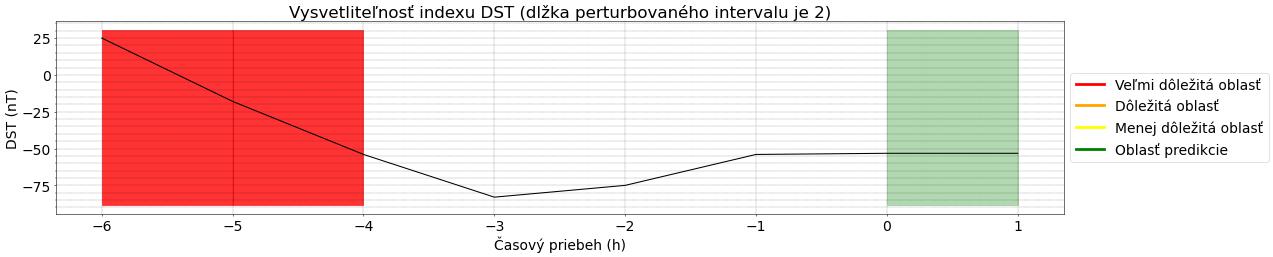 Vysvetliteľnosť indexu DST (dlžka perturbovaného intervalu je 2)
25
0
−25
−50
−75
DST (nT)
−6 −5 −4 −3 −2 −1 0 1
Časový priebeh (h)
Veľmi dôležitá oblasť
Dôležitá oblasť
Menej dôležitá oblasť
Oblasť predikcie